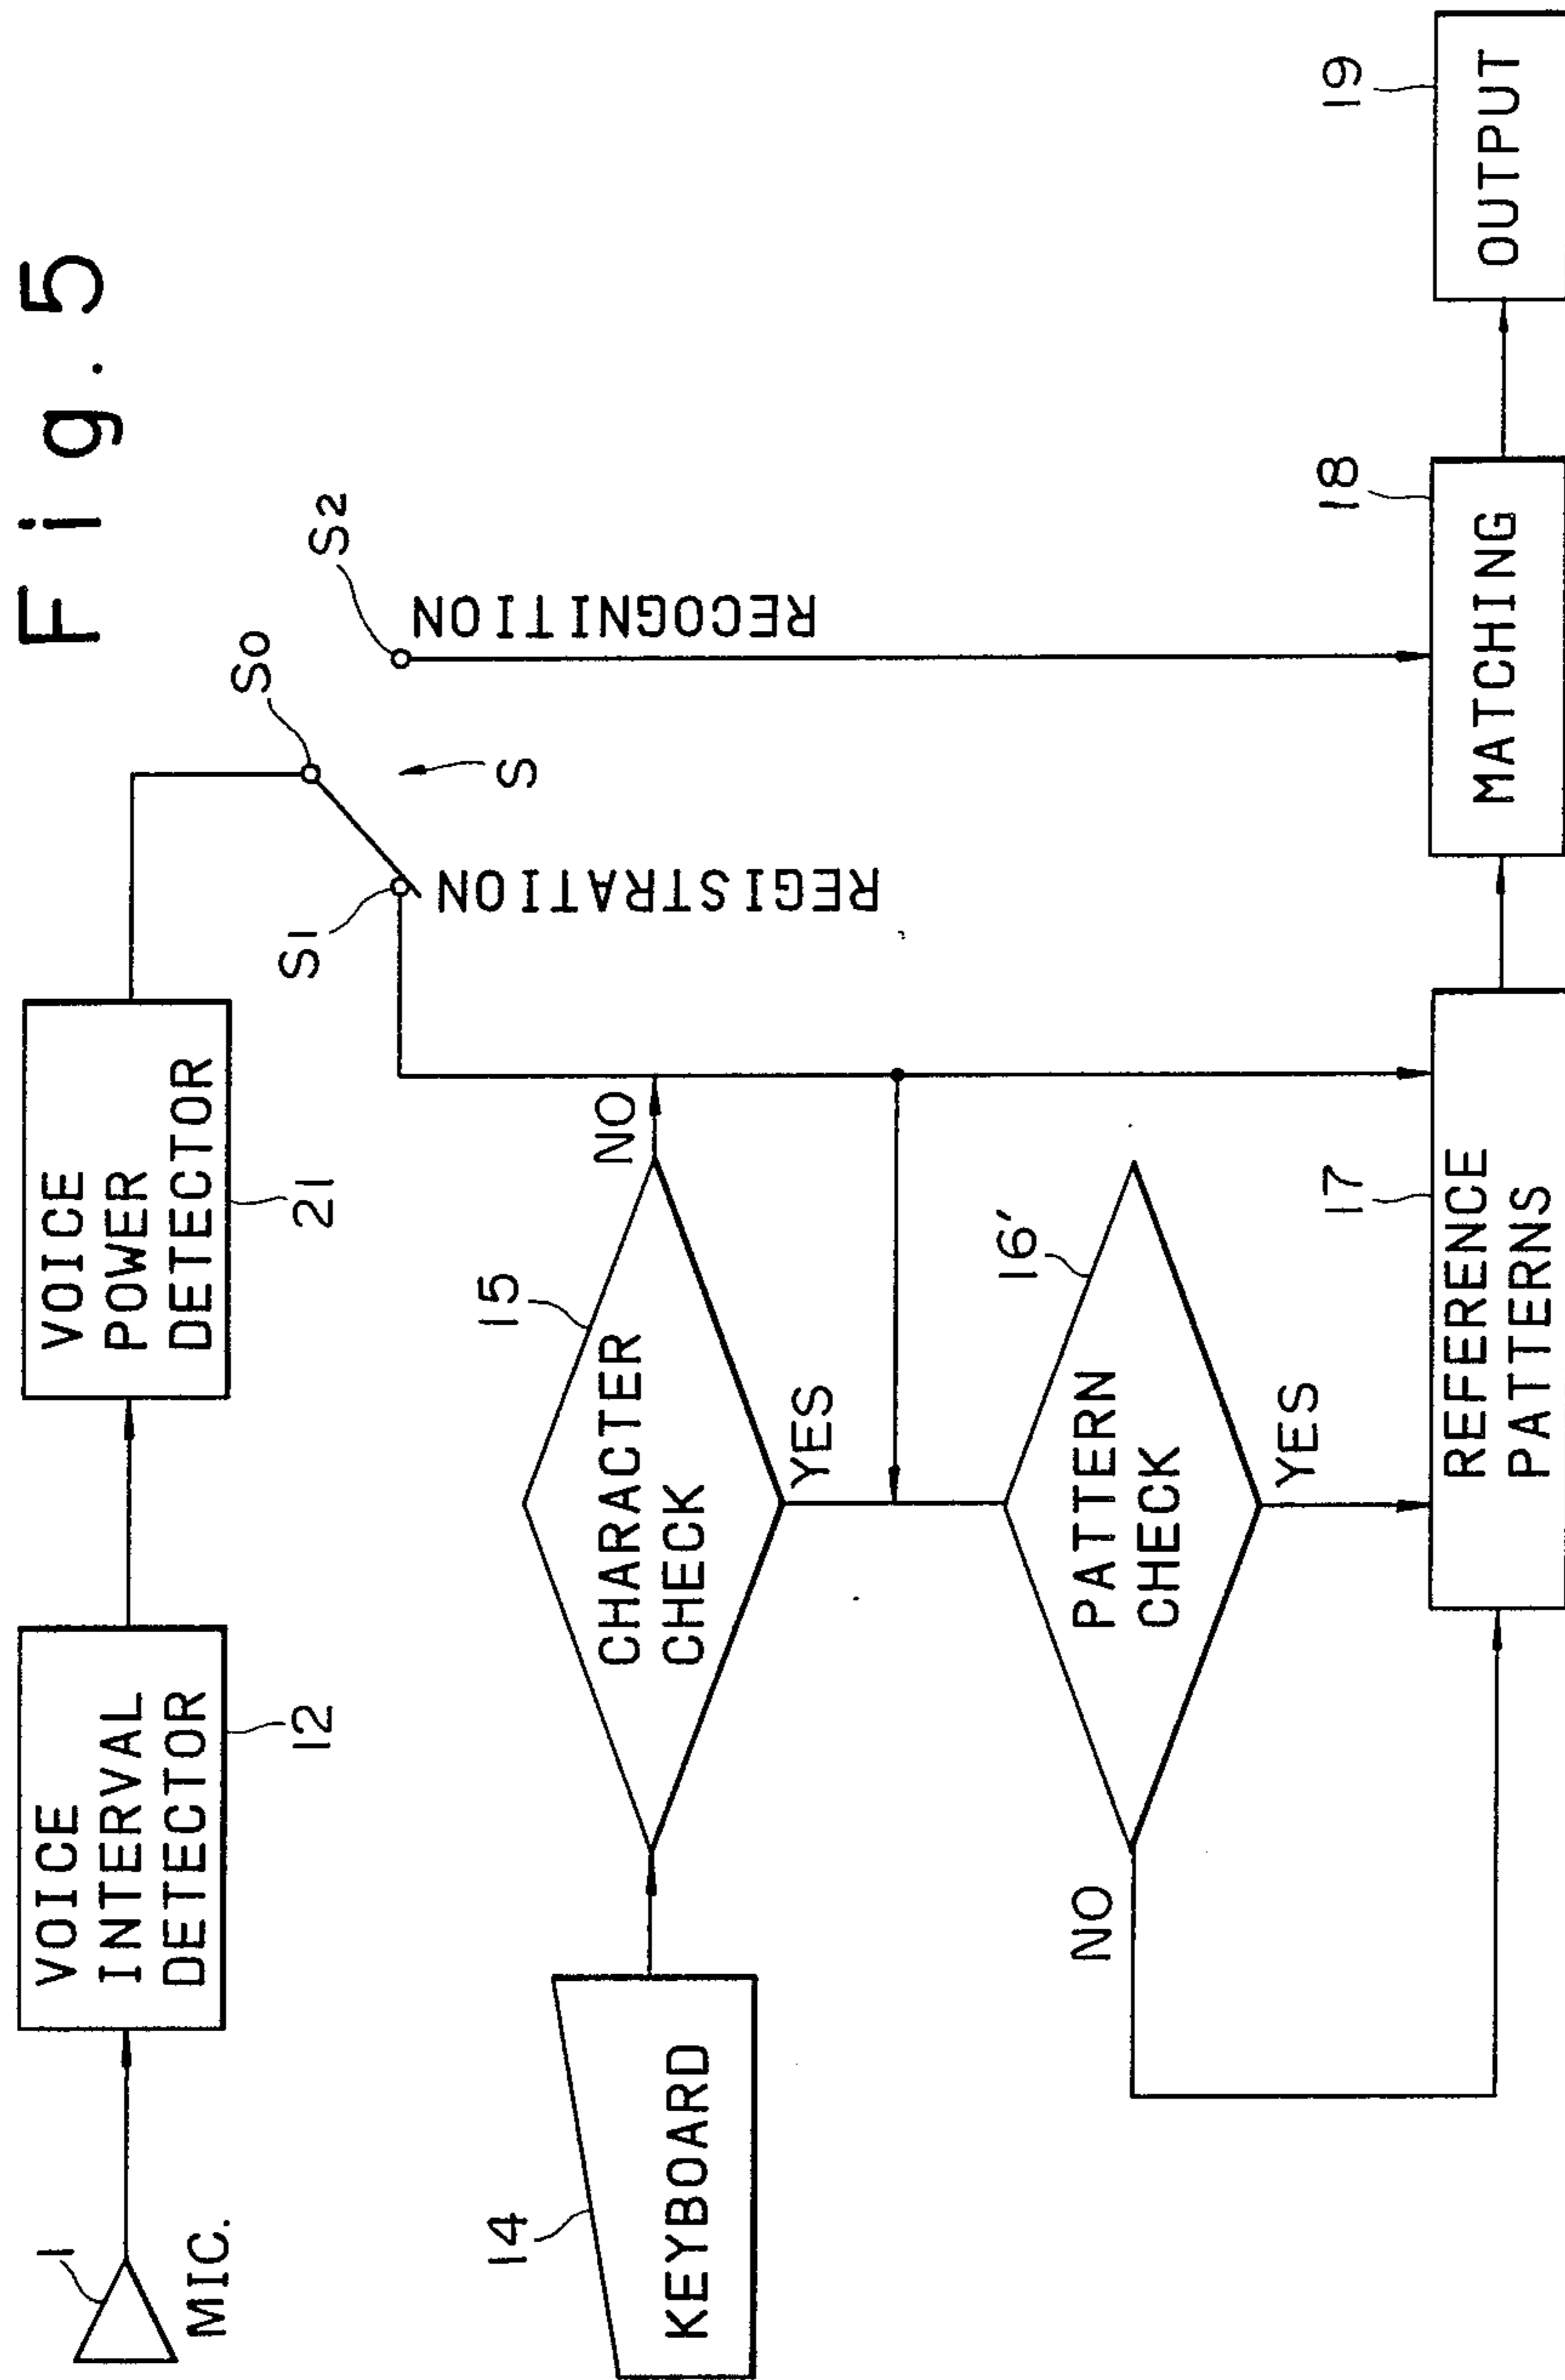 Fig. 5
1
MIC.
VOICE
INTERVAL
DETECTOR
12
VOICE
POWER
DETECTOR
21
S0
S1
S2
S
REGISTRATION
RECOGNITION
14
KEYBOARD
15
CHARACTER
CHECK
NO
YES
16'
PATTERN
CHECK
NO
YES
17
REFERENCE
PATTERNS
18
MATCHING
19
OUTPUT